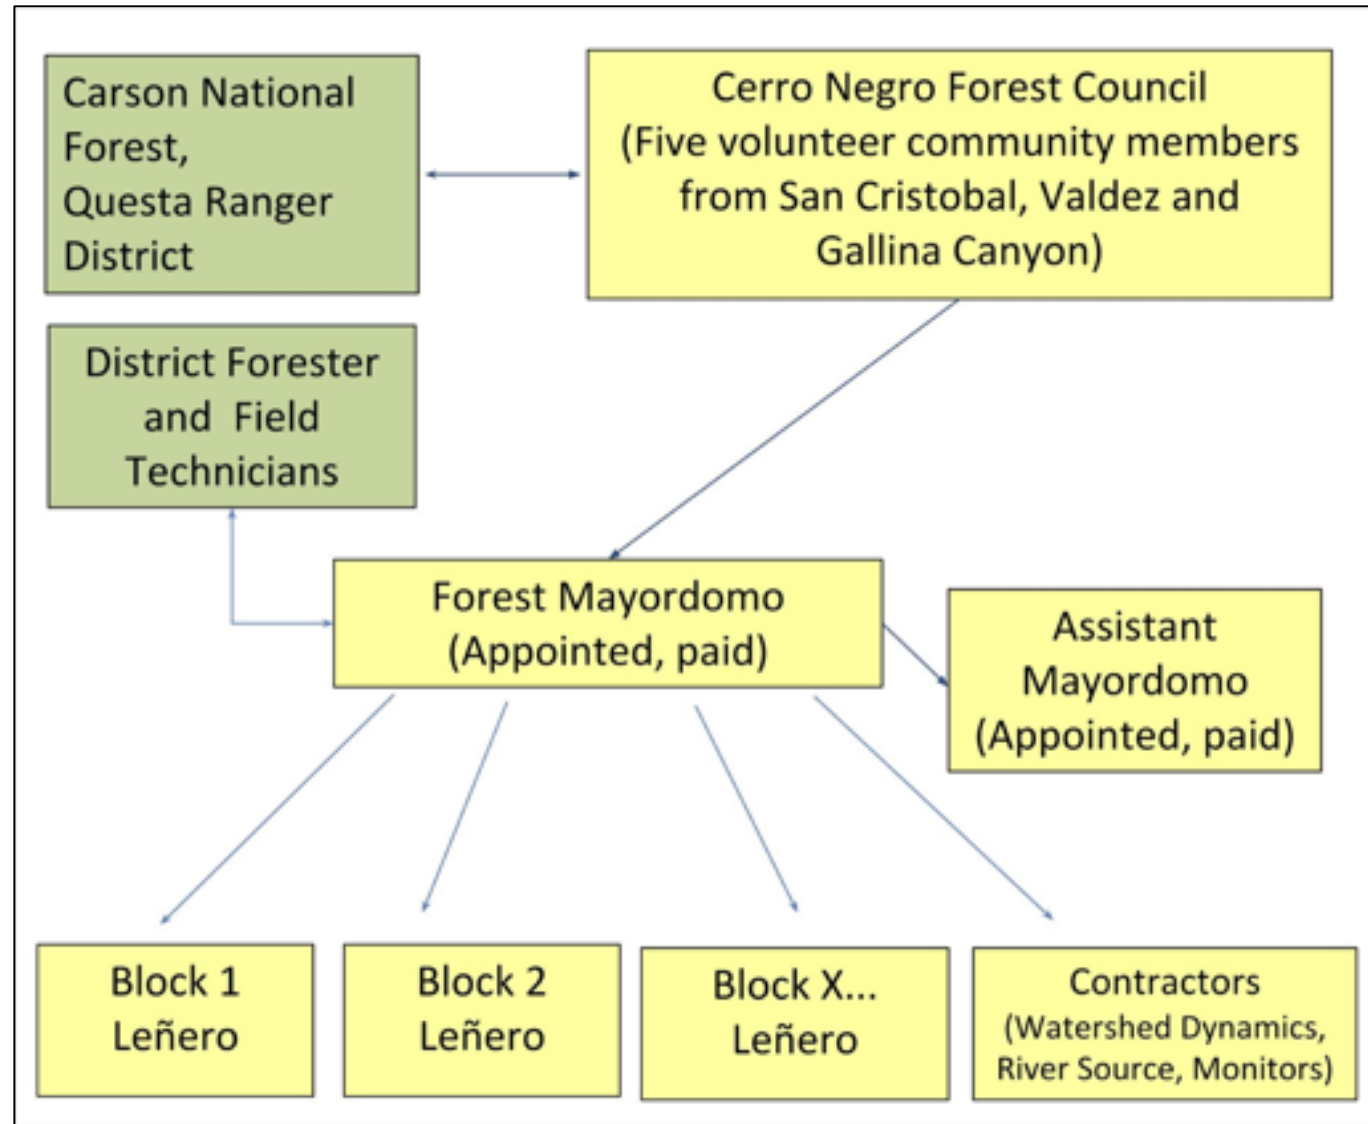 Carson National
Forest,
Questa Ranger
District
Cerro Negro Forest Council
(Five volunteer community members
from San Cristobal, Valdez and
Gallina Canyon)
District Forester
and Field
Technicians
Forest Mayordomo
(Appointed, paid)
Assistant
Mayordomo
(Appointed, paid)
Block 1
Leñero
Block 2
Leñero
Block X...
Leñero
Contractors
(Watershed Dynamics,
River Source, Monitors)